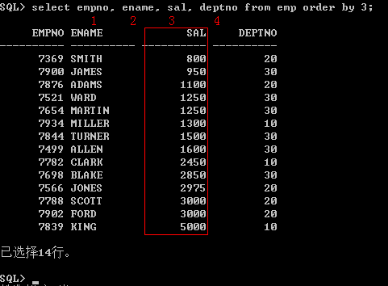 SQL> select empno, ename, sal, deptno from emp order by 3;
1 2 3 4
EMPNO ENAME SAL DEPTNO
---------- ---------- ---------- ----------
7369 SMITH 800 20
7900 JAMES 950 30
7876 ADAMS 1100 20
7521 WARD 1250 30
7654 MARTIN 1250 30
7934 MILLER 1300 10
7844 TURNER 1500 30
7499 ALLEN 1600 30
7782 CLARK 2450 10
7698 BLAKE 2850 30
7566 JONES 2975 20
7788 SCOTT 3000 20
7902 FORD 3000 20
7839 KING 5000 10
已选择14行。
SQL>